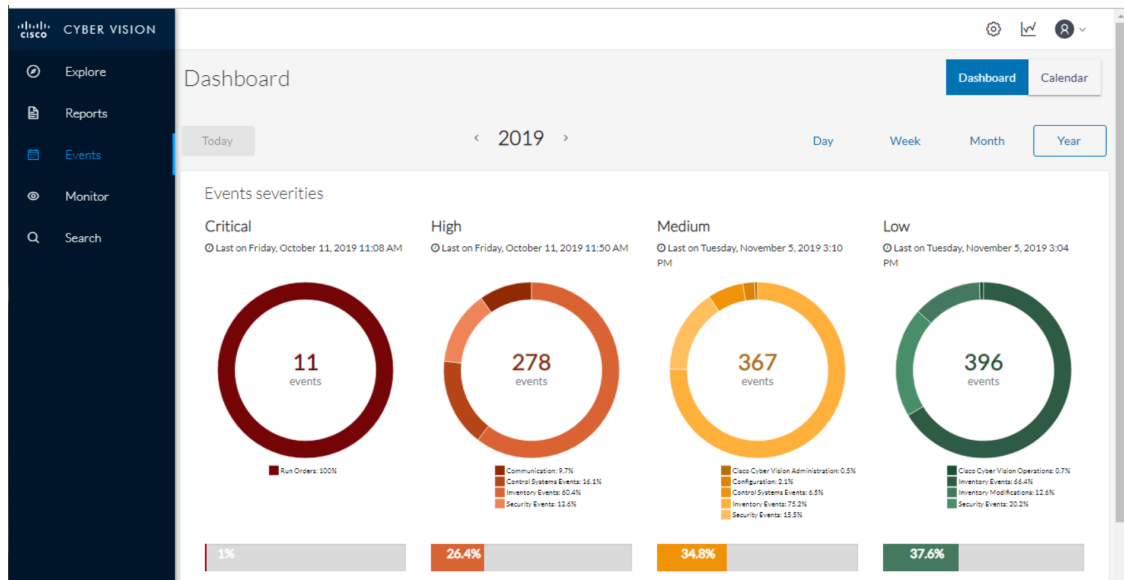 cisco CYBER VISION
Explore
Reports
Events
Monitor
Search
Dashboard
Dashboard Calendar
Today
‹ 2019 ›
Day Week Month Year
Events severities
Critical
Last on Friday, October 11, 2019 11:08 AM
11
events
Run Orders: 100%
1%
High
Last on Friday, October 11, 2019 11:50 AM
278
events
Communication: 9.7%
Control Systems Events: 16.1%
Inventory Events: 60.4%
Security Events: 13.6%
26.4%
Medium
Last on Tuesday, November 5, 2019 3:10
PM
367
events
Cisco Cyber Vision Administration: 0.5%
Configuration: 2.1%
Control Systems Events: 6.5%
Inventory Events: 75.2%
Security Events: 15.5%
34.8%
Low
Last on Tuesday, November 5, 2019 3:04
PM
396
events
Cisco Cyber Vision Operations: 0.7%
Inventory Events: 66.4%
Inventory Modifications: 12.6%
Security Events: 20.2%
37.6%